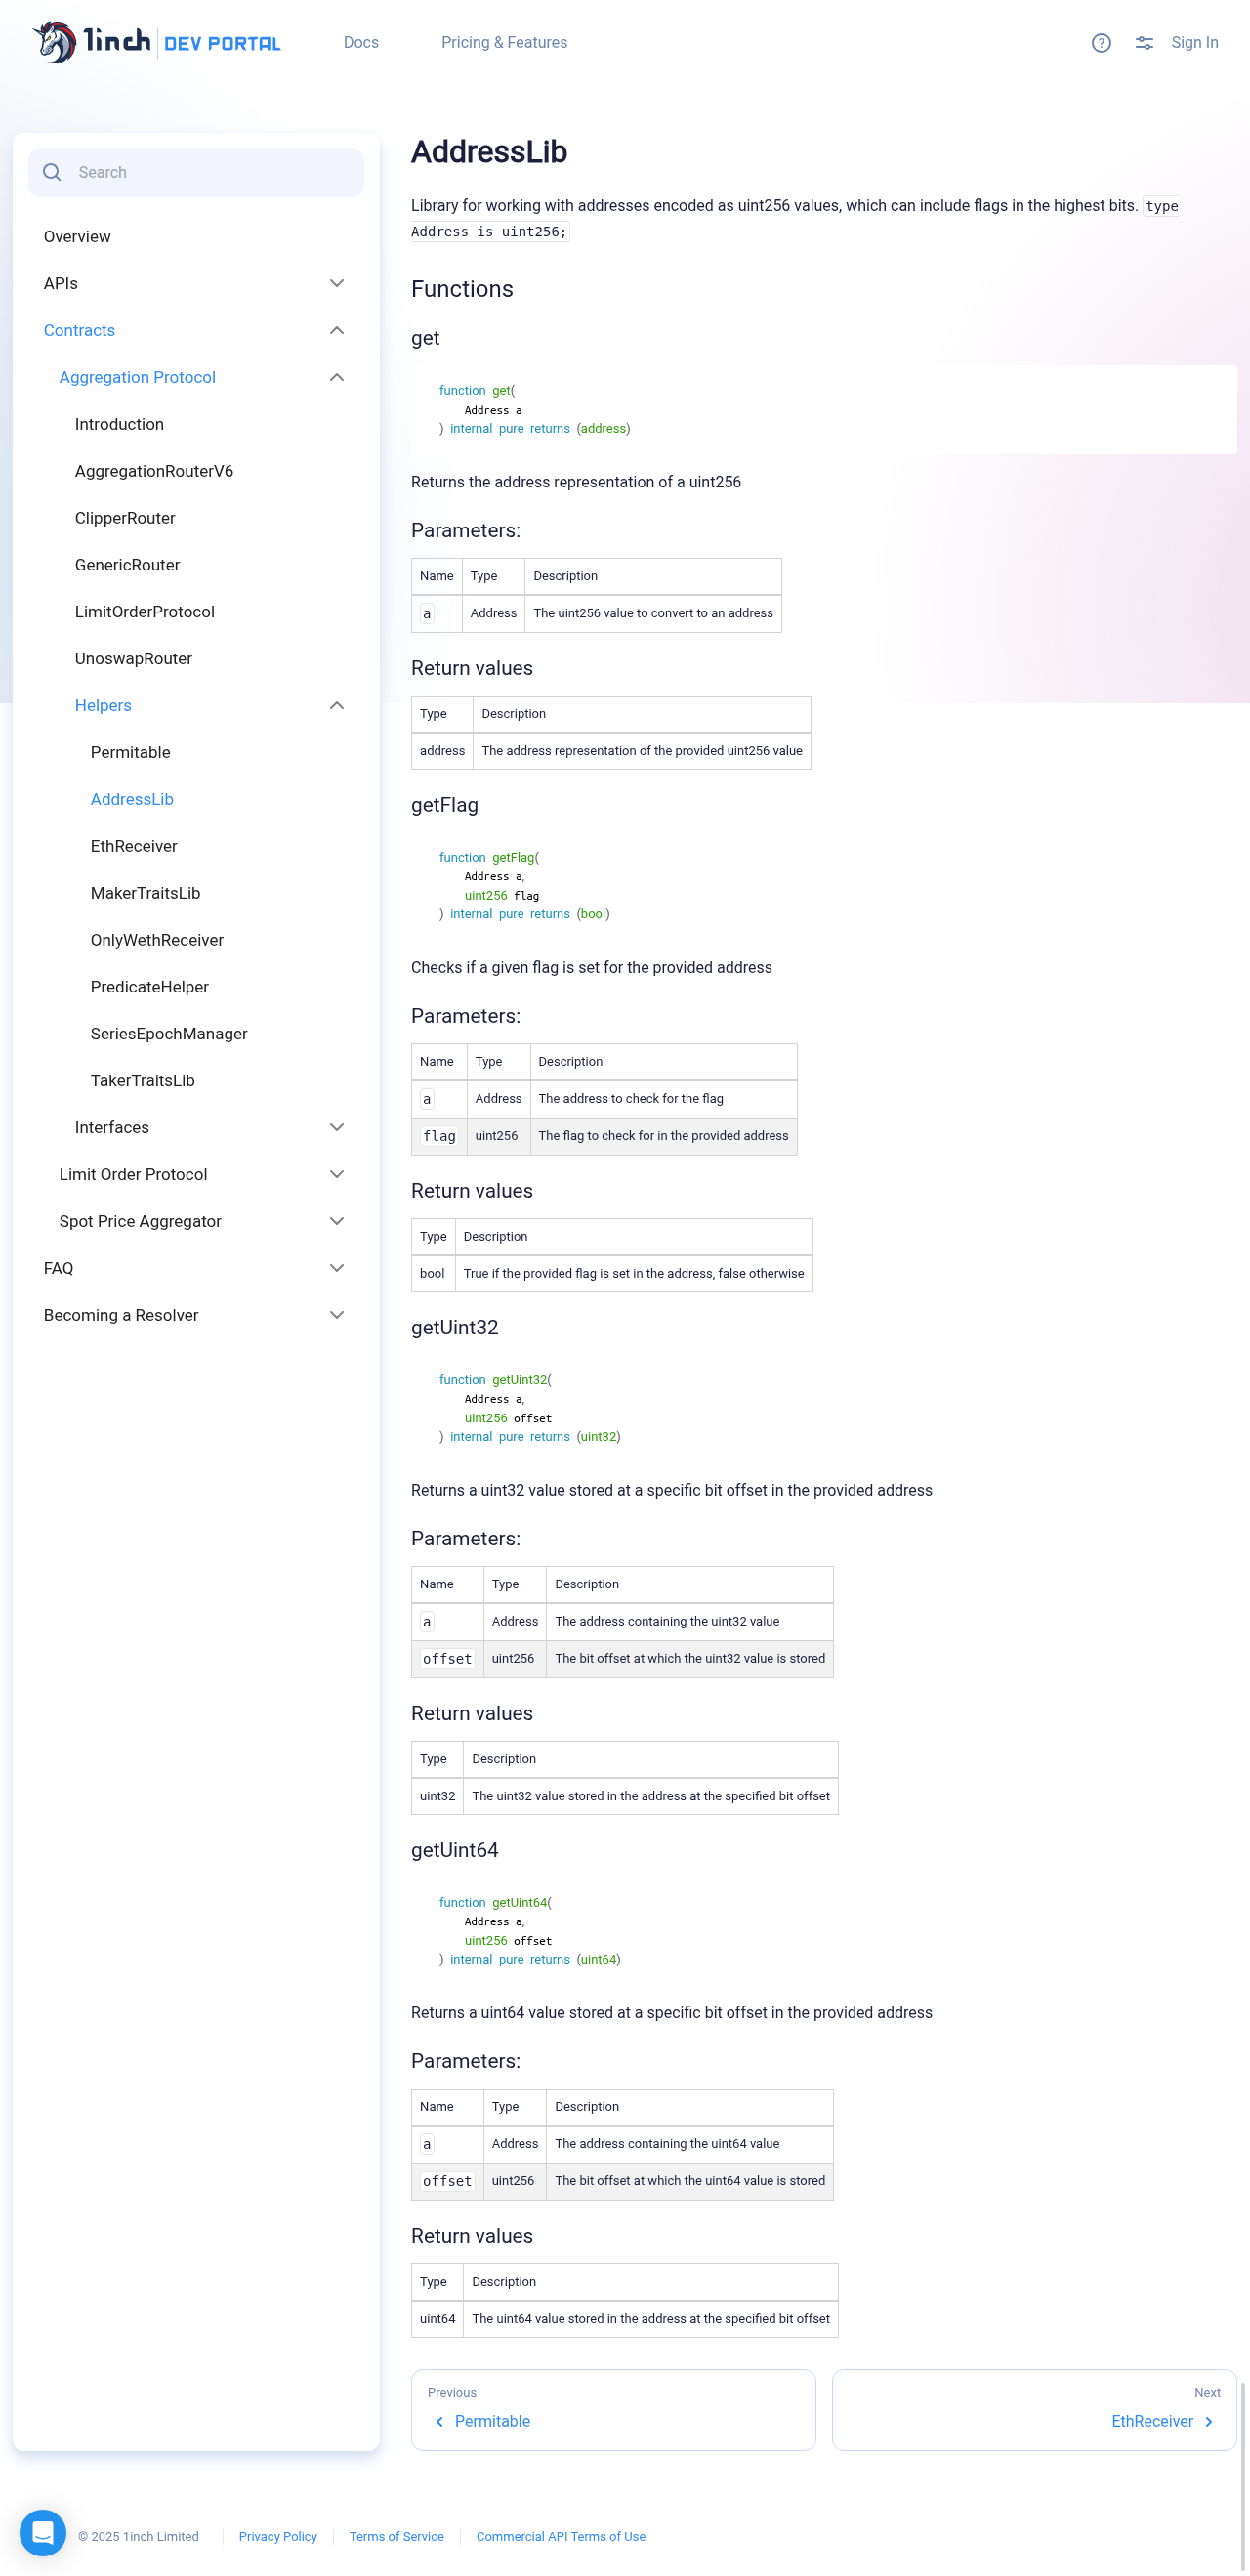 1inch DEV PORTAL
Docs
Pricing & Features
Sign In
Search
Overview
APIs
Contracts
Aggregation Protocol
Introduction
AggregationRouterV6
ClipperRouter
GenericRouter
LimitOrderProtocol
UnoswapRouter
Helpers
Permitable
AddressLib
EthReceiver
MakerTraitsLib
OnlyWethReceiver
PredicateHelper
SeriesEpochManager
TakerTraitsLib
Interfaces
Limit Order Protocol
Spot Price Aggregator
FAQ
Becoming a Resolver
AddressLib
Library for working with addresses encoded as uint256 values, which can include flags in the highest bits. type
Address is uint256;
Functions
get
function get(
Address a
) internal pure returns (address)
Returns the address representation of a uint256
Parameters:
Name Type Description
a Address The uint256 value to convert to an address
Return values
Type Description
address The address representation of the provided uint256 value
getFlag
function getFlag(
Address a,
uint256 flag
) internal pure returns (bool)
Checks if a given flag is set for the provided address
Parameters:
Name Type Description
a Address The address to check for the flag
flag uint256 The flag to check for in the provided address
Return values
Type Description
bool True if the provided flag is set in the address, false otherwise
getUint32
function getUint32(
Address a,
uint256 offset
) internal pure returns (uint32)
Returns a uint32 value stored at a specific bit offset in the provided address
Parameters:
Name Type Description
a Address The address containing the uint32 value
offset uint256 The bit offset at which the uint32 value is stored
Return values
Type Description
uint32 The uint32 value stored in the address at the specified bit offset
getUint64
function getUint64(
Address a,
uint256 offset
) internal pure returns (uint64)
Returns a uint64 value stored at a specific bit offset in the provided address
Parameters:
Name Type Description
a Address The address containing the uint64 value
offset uint256 The bit offset at which the uint64 value is stored
Return values
Type Description
uint64 The uint64 value stored in the address at the specified bit offset
Previous
Permitable
Next
EthReceiver
© 2025 1inch Limited
Privacy Policy
Terms of Service
Commercial API Terms of Use